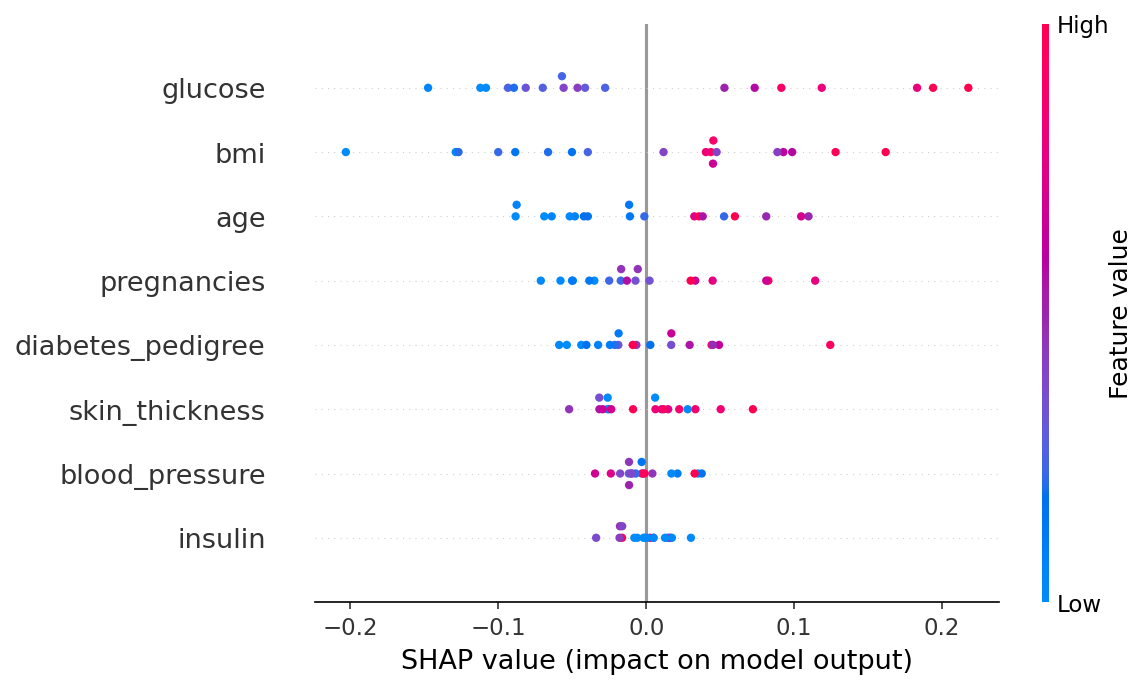 High
glucose
bmi
age
pregnancies
diabetes_pedigree
skin_thickness
blood_pressure
insulin
Feature value
Low
−0.2 −0.1 0.0 0.1 0.2
SHAP value (impact on model output)